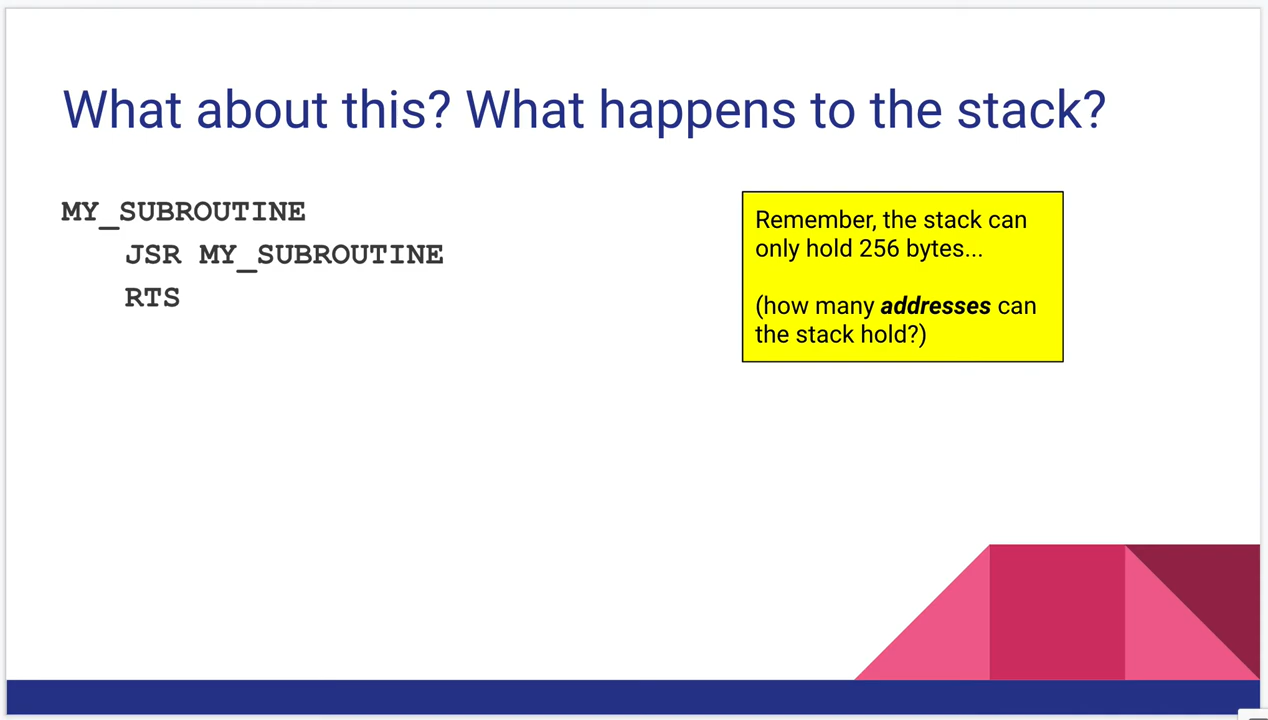 What about this? What happens to the stack?
MY_SUBROUTINE
JSR MY_SUBROUTINE
RTS
Remember, the stack can
only hold 256 bytes...
(how many addresses can
the stack hold?)